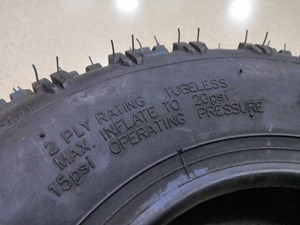 2 PLY RATING TUBELESS
MAX. INFLATE TO 20psi
15psi OPERATING PRESSURE